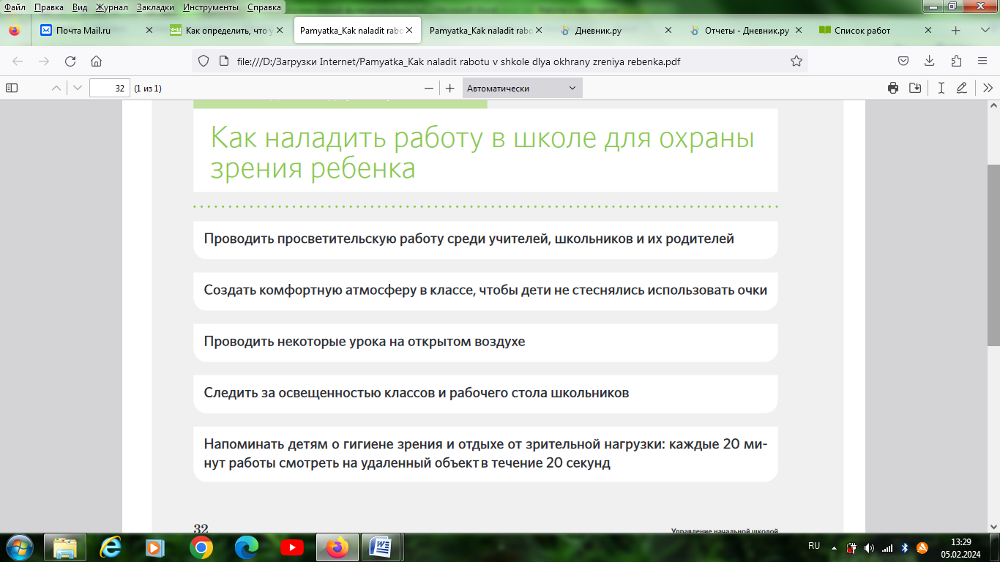 Файл Правка Вид Журнал Закладки Инструменты Справка
Почта Mail.ru
Как определить, что у
Pamyatka_Kak naladit rabo
Pamyatka_Kak naladit rabo
Дневник.ру
Отчеты - Дневник.ру
Список работ
file:///D:/Загрузки Internet/Pamyatka_Kak naladit rabotu v shkole dlya okhrany zreniya rebenka.pdf
32 (1 из 1)
Автоматически
Как наладить работу в школе для охраны
зрения ребенка
Проводить просветительскую работу среди учителей, школьников и их родителей
Создать комфортную атмосферу в классе, чтобы дети не стеснялись использовать очки
Проводить некоторые урока на открытом воздухе
Следить за освещенностью классов и рабочего стола школьников
Напоминать детям о гигиене зрения и отдыхе от зрительной нагрузки: каждые 20 ми-
нут работы смотреть на удаленный объект в течение 20 секунд
32
Управление начальной школой
RU
13:29
05.02.2024